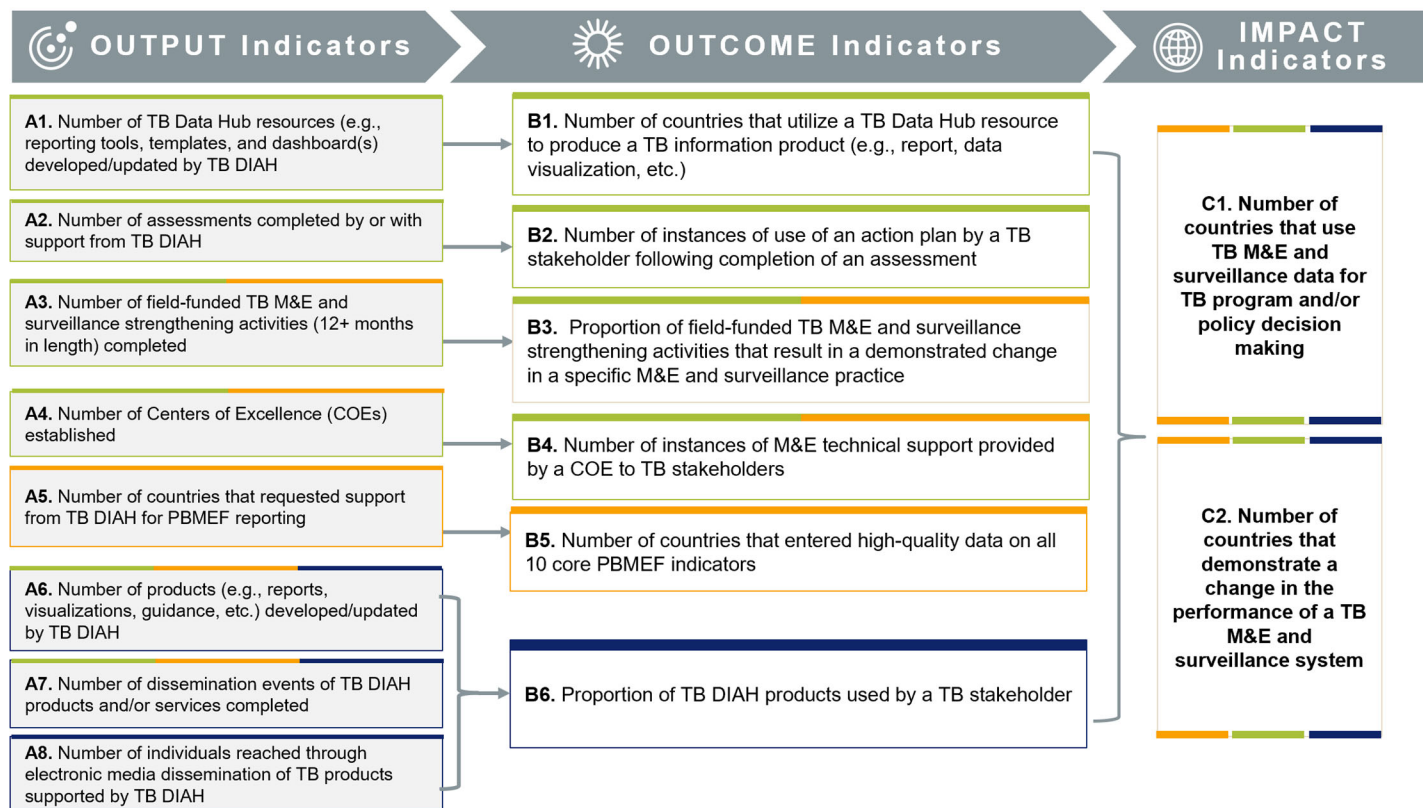 OUTPUT Indicators
OUTCOME Indicators
IMPACT
Indicators
A1. Number of TB Data Hub resources (e.g.,
reporting tools, templates, and dashboard(s)
developed/updated by TB DIAH
A2. Number of assessments completed by or with
support from TB DIAH
A3. Number of field-funded TB M&E and
surveillance strengthening activities (12+ months
in length) completed
A4. Number of Centers of Excellence (COEs)
established
A5. Number of countries that requested support
from TB DIAH for PBMEF reporting
A6. Number of products (e.g., reports,
visualizations, guidance, etc.) developed/updated
by TB DIAH
A7. Number of dissemination events of TB DIAH
products and/or services completed
A8. Number of individuals reached through
electronic media dissemination of TB products
supported by TB DIAH
B1. Number of countries that utilize a TB Data Hub resource
to produce a TB information product (e.g., report, data
visualization, etc.)
B2. Number of instances of use of an action plan by a TB
stakeholder following completion of an assessment
B3. Proportion of field-funded TB M&E and surveillance
strengthening activities that result in a demonstrated change
in a specific M&E and surveillance practice
B4. Number of instances of M&E technical support provided
by a COE to TB stakeholders
B5. Number of countries that entered high-quality data on all
10 core PBMEF indicators
B6. Proportion of TB DIAH products used by a TB stakeholder
C1. Number of
countries that use
TB M&E and
surveillance data for
TB program and/or
policy decision
making
C2. Number of
countries that
demonstrate a
change in the
performance of a TB
M&E and
surveillance system